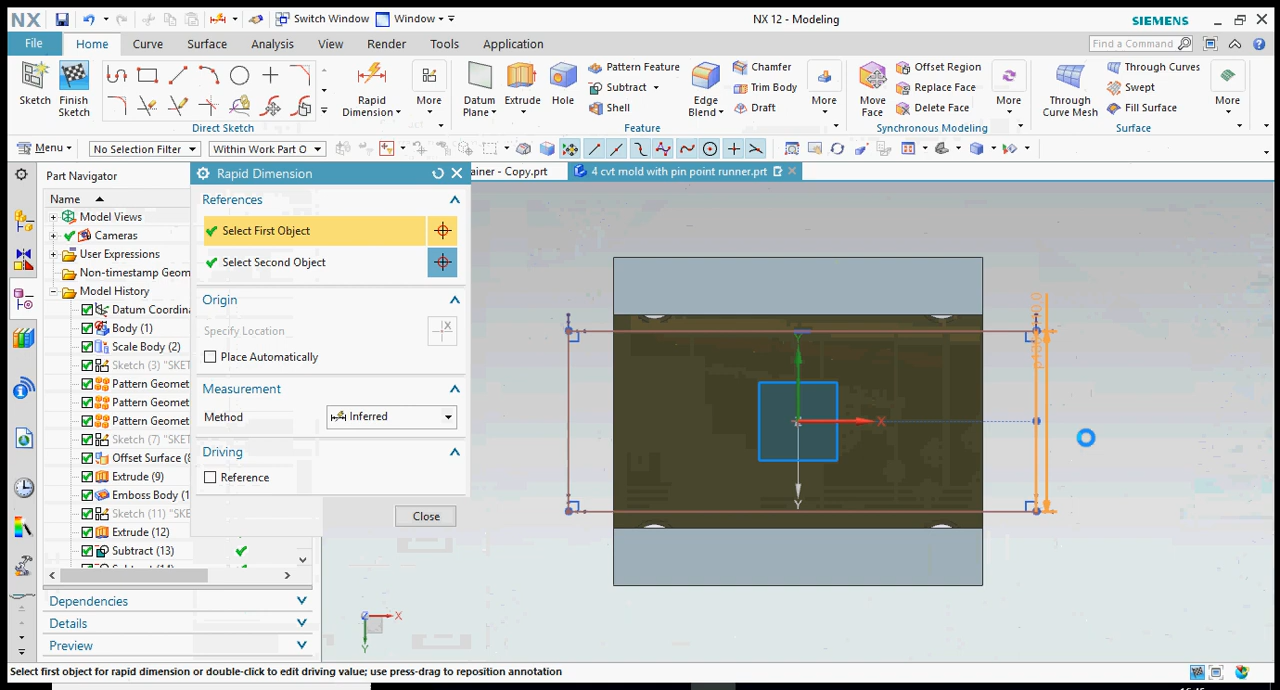 NX
Switch Window
Window
NX 12 - Modeling
SIEMENS
File
Home
Curve
Surface
Analysis
View
Render
Tools
Application
Find a Command
Sketch
Finish
Sketch
Rapid
Dimension
More
Direct Sketch
Datum
Plane
Extrude
Hole
Pattern Feature
Subtract
Shell
Edge
Blend
Chamfer
Trim Body
Draft
More
Feature
Move
Face
Offset Region
Replace Face
Delete Face
More
Synchronous Modeling
Through
Curve Mesh
Through Curves
Swept
Fill Surface
More
Surface
Menu
No Selection Filter
Within Work Part O
Part Navigator
Name
Model Views
Cameras
User Expressions
Non-timestamp Geom
Model History
Datum Coordina
Body (1)
Scale Body (2)
Sketch (3) "SKE
Pattern Geomet
Pattern Geomet
Pattern Geomet
Sketch (7) "SKE
Offset Surface (8
Extrude (9)
Emboss Body (1
Sketch (11) "SKE
Extrude (12)
Subtract (13)
Dependencies
Details
Preview
Rapid Dimension
References
Select First Object
Select Second Object
Origin
Specify Location
Place Automatically
Measurement
Method
Inferred
Driving
Reference
Close
ainer - Copy.prt
4 cvt mold with pin point runner.prt
X
Y
X
Y
Z
Select first object for rapid dimension or double-click to edit driving value; use press-drag to reposition annotation